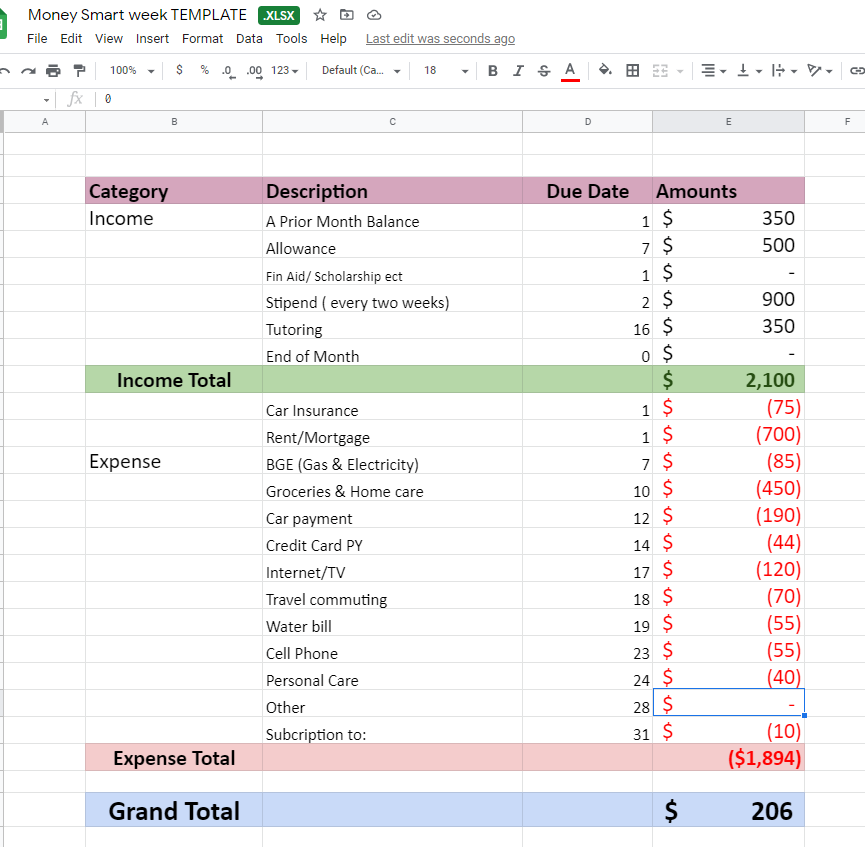 Money Smart week TEMPLATE .XLSX
File Edit View Insert Format Data Tools Help Last edit was seconds ago
100% $ % .0 .00 123 Default (Ca... 18 B I S A
fx 0
A B C D E F
Category Description Due Date Amounts
Income A Prior Month Balance 1 $ 350
Allowance 7 $ 500
Fin Aid/ Scholarship ect 1 $ -
Stipend ( every two weeks) 2 $ 900
Tutoring 16 $ 350
End of Month 0 $ -
Income Total $ 2,100
Car Insurance 1 $ (75)
Rent/Mortgage 1 $ (700)
Expense BGE (Gas & Electricity) 7 $ (85)
Groceries & Home care 10 $ (450)
Car payment 12 $ (190)
Credit Card PY 14 $ (44)
Internet/TV 17 $ (120)
Travel commuting 18 $ (70)
Water bill 19 $ (55)
Cell Phone 23 $ (55)
Personal Care 24 $ (40)
Other 28 $ -
Subcription to: 31 $ (10)
Expense Total ($1,894)
Grand Total $ 206